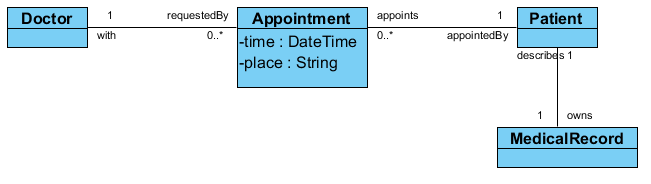 Doctor
1
requestedBy
with
0..*
Appointment
-time : DateTime
-place : String
appoints
1
0..*
appointedBy
Patient
describes 1
1
owns
MedicalRecord